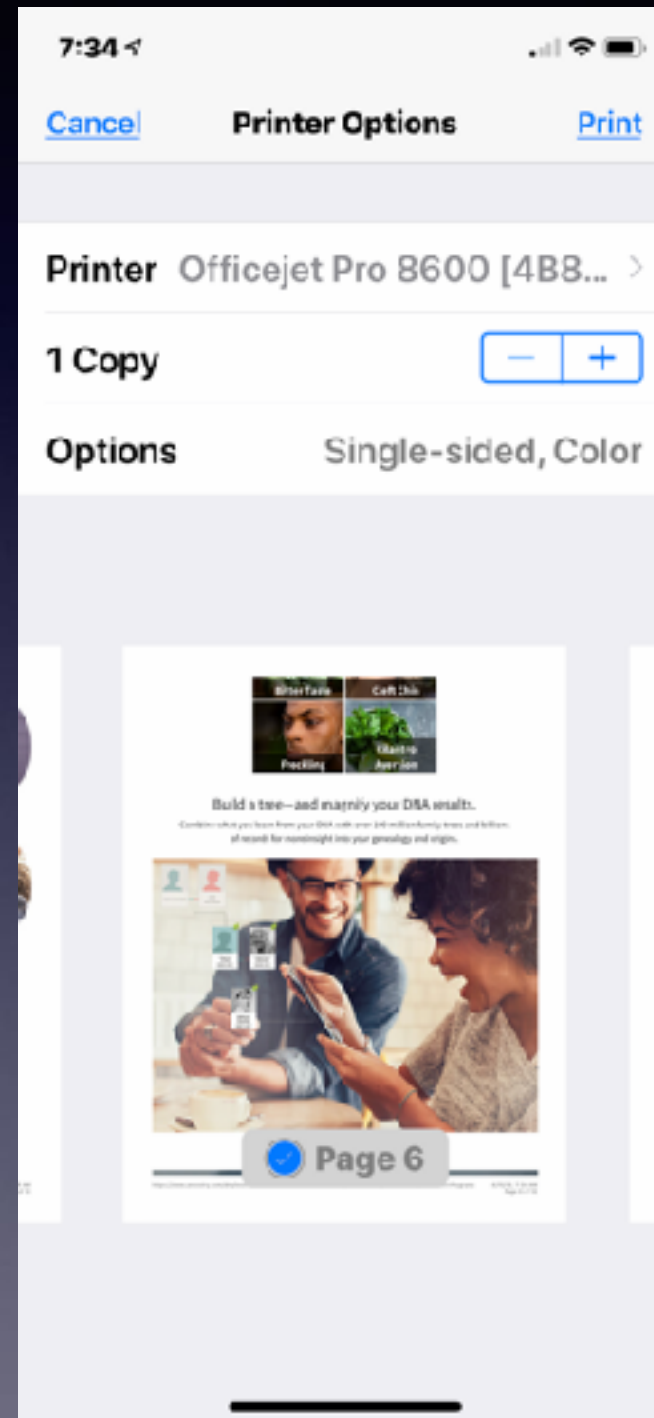 7:34
Cancel Printer Options Print
Printer Officejet Pro 8600 [4B8... >
1 Copy − +
Options Single-sided, Color
Freckling
Build a tree—and magnify your DNA results.
Page 6